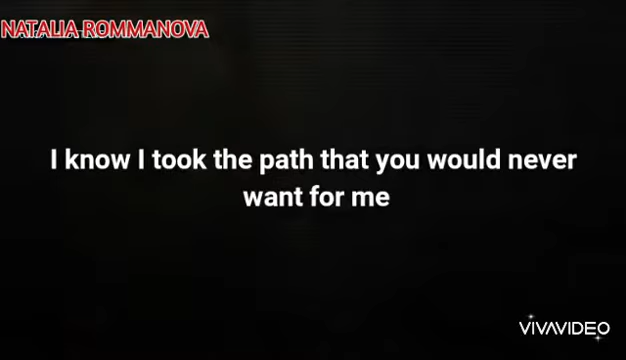 NATALIA ROMMANOVA
I know I took the path that you would never
want for me
VIVAVIDEO